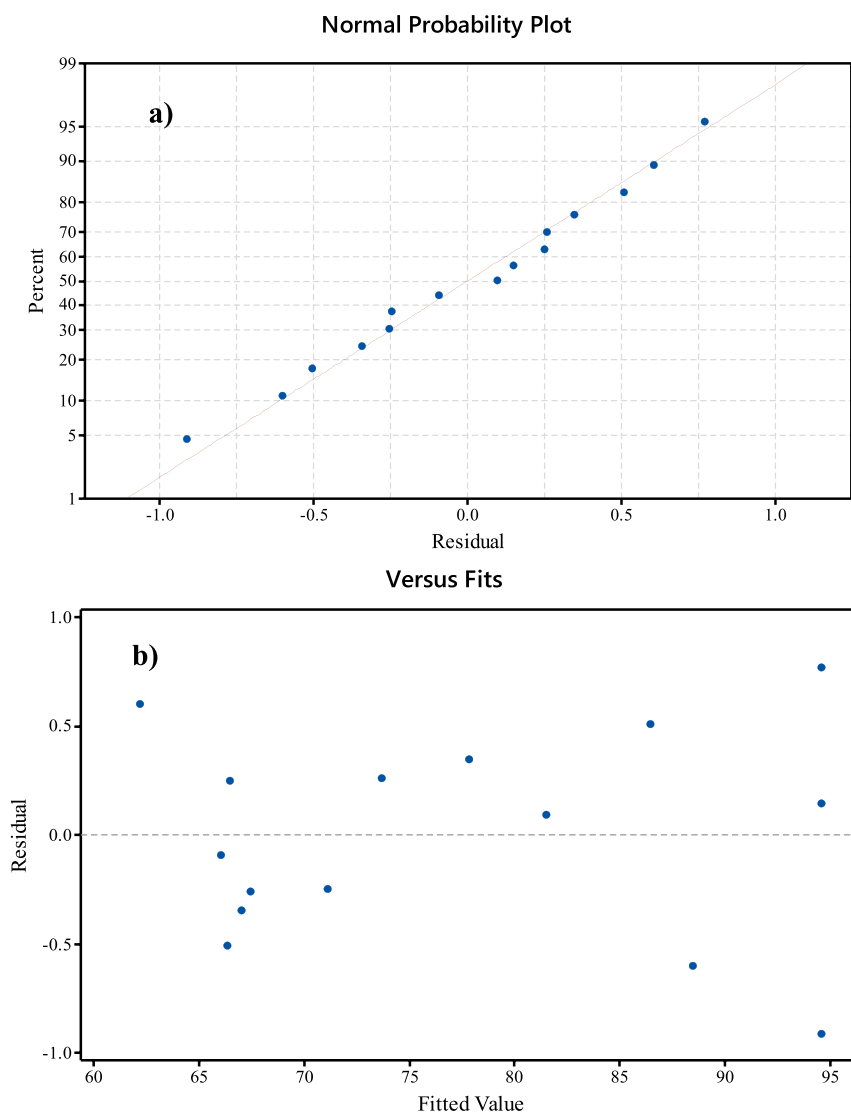 Normal Probability Plot
a)
Percent
99
95
90
80
70
60
50
40
30
20
10
5
1
-1.0 -0.5 0.0 0.5 1.0
Residual
Versus Fits
b)
Residual
1.0
0.5
0.0
-0.5
-1.0
60 65 70 75 80 85 90 95
Fitted Value